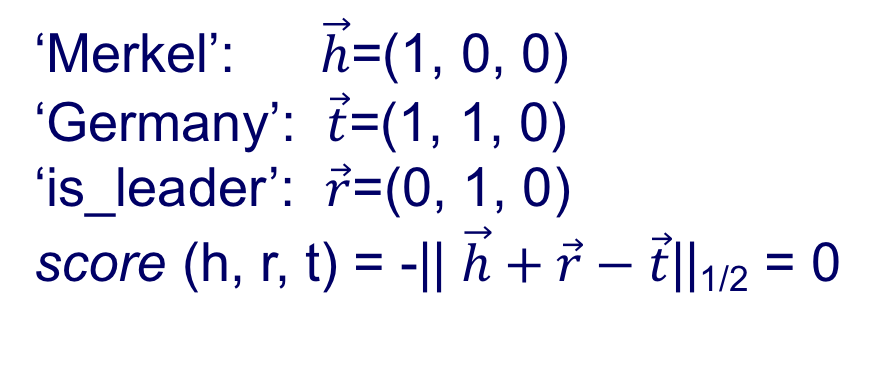 ‘Merkel’: h⃗=(1, 0, 0)
‘Germany’: t⃗=(1, 1, 0)
‘is_leader’: r⃗=(0, 1, 0)
score (h, r, t) = -|| h⃗ + r⃗ − t⃗||₁/₂ = 0